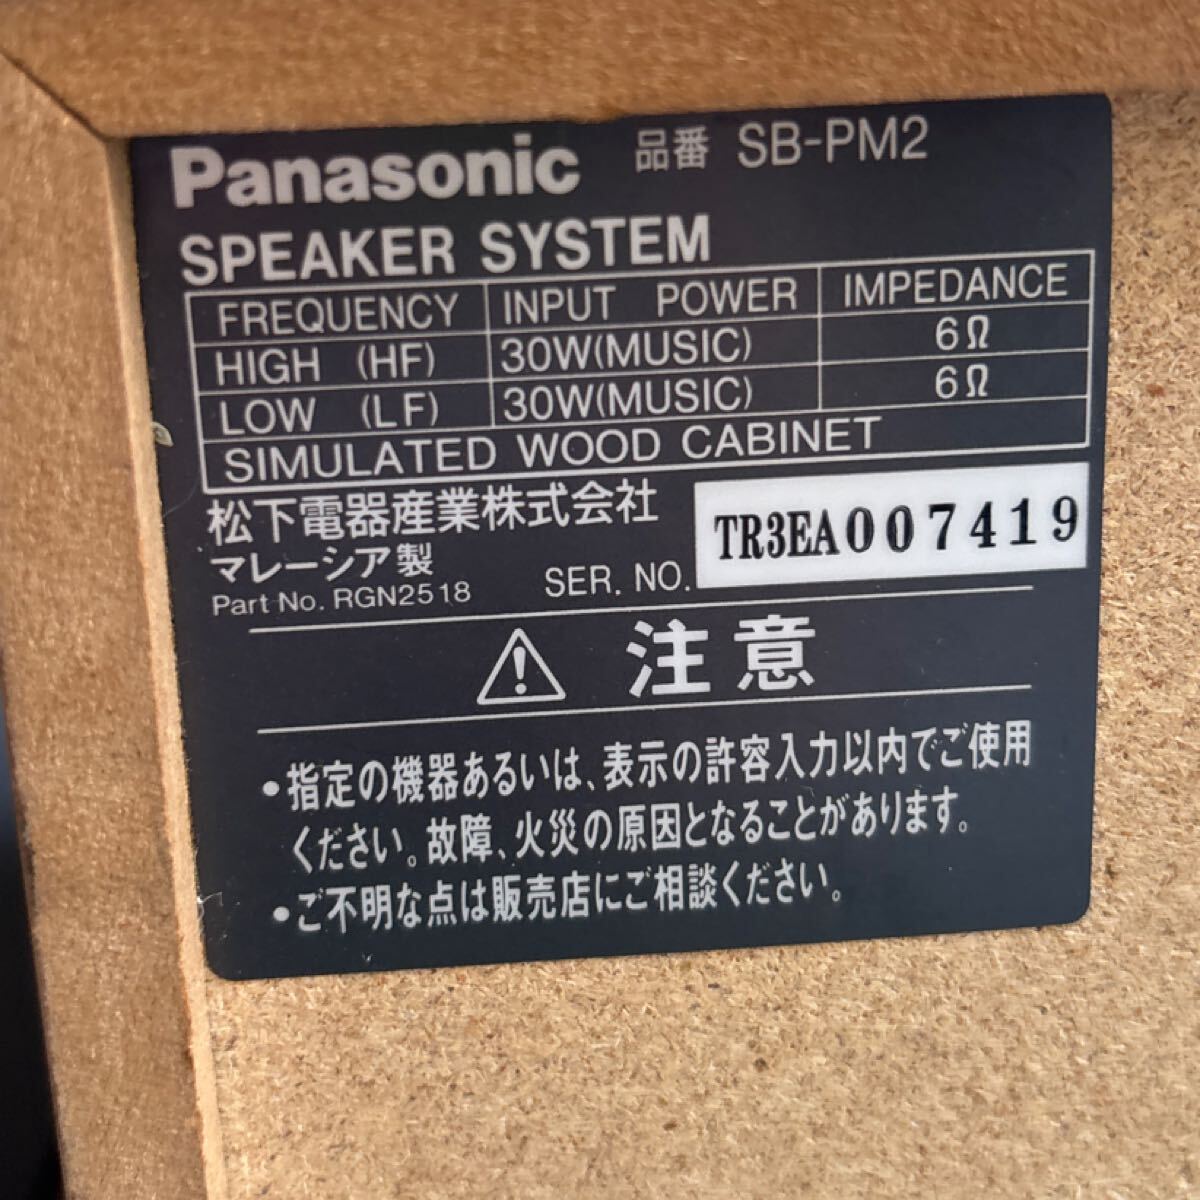 Panasonic 品番 SB-PM2
SPEAKER SYSTEM
FREQUENCY INPUT POWER IMPEDANCE
HIGH (HF) 30W(MUSIC) 6Ω
LOW (LF) 30W(MUSIC) 6Ω
SIMULATED WOOD CABINET
松下電器産業株式会社
マレーシア製
Part No. RGN2518 SER. NO. TR3EA007419
注意
•指定の機器あるいは、表示の許容入力以内でご使用
ください。故障、火災の原因となることがあります。
•ご不明な点は販売店にご相談ください。